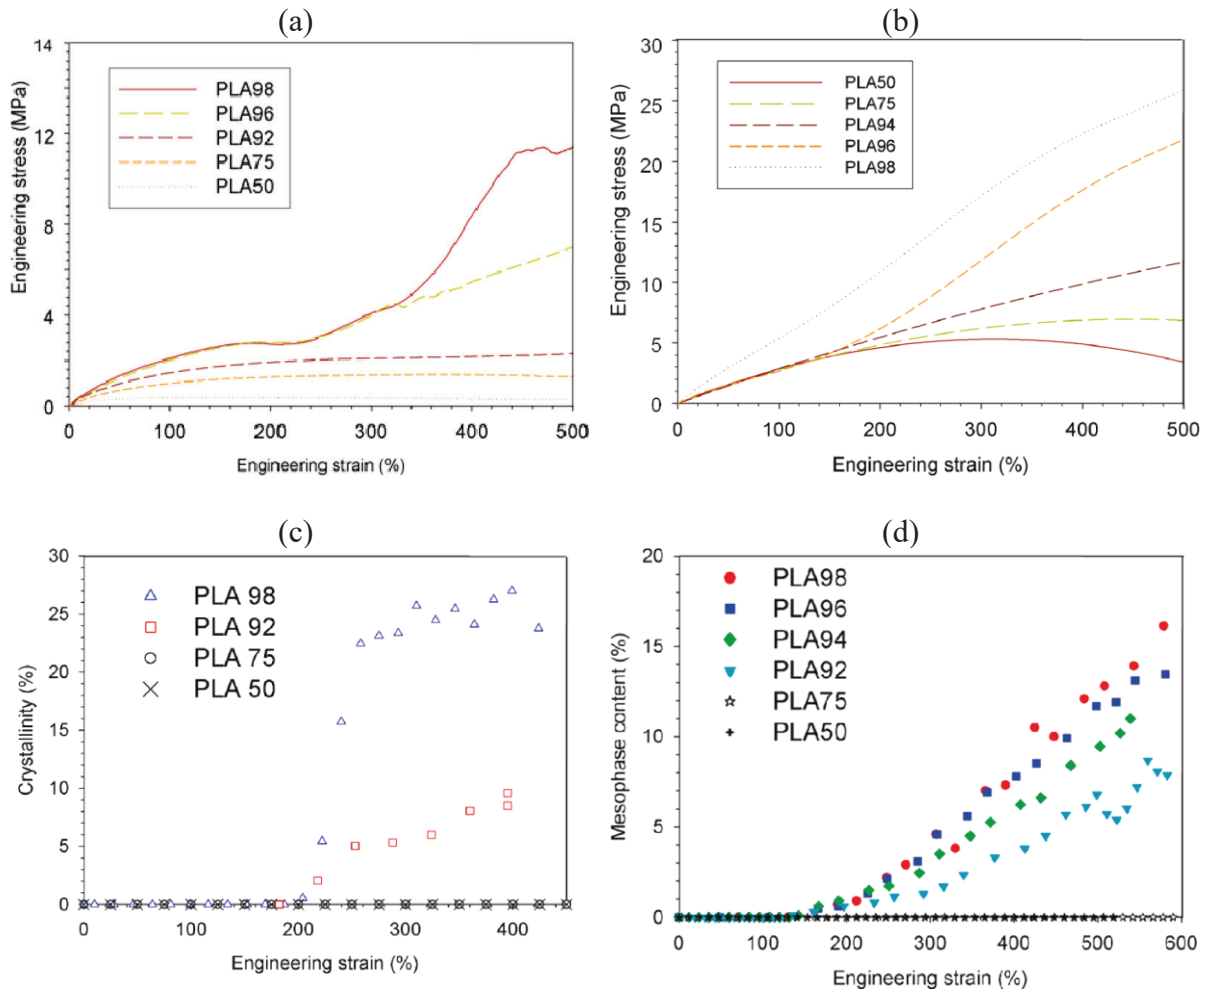 (a)
14
12
8
4
0
0
100
200
300
400
500
Engineering stress (MPa)
Engineering strain (%)
PLA98
PLA96
PLA92
PLA75
PLA50
(b)
30
25
20
15
10
5
0
0
100
200
300
400
500
Engineering stress (MPa)
Engineering strain (%)
PLA50
PLA75
PLA94
PLA96
PLA98
(c)
30
25
20
15
10
5
0
0
100
200
300
400
Crystallinity (%)
Engineering strain (%)
PLA 98
PLA 92
PLA 75
PLA 50
(d)
20
15
10
5
0
0
100
200
300
400
500
600
Mesophase content (%)
Engineering strain (%)
PLA98
PLA96
PLA94
PLA92
PLA75
PLA50